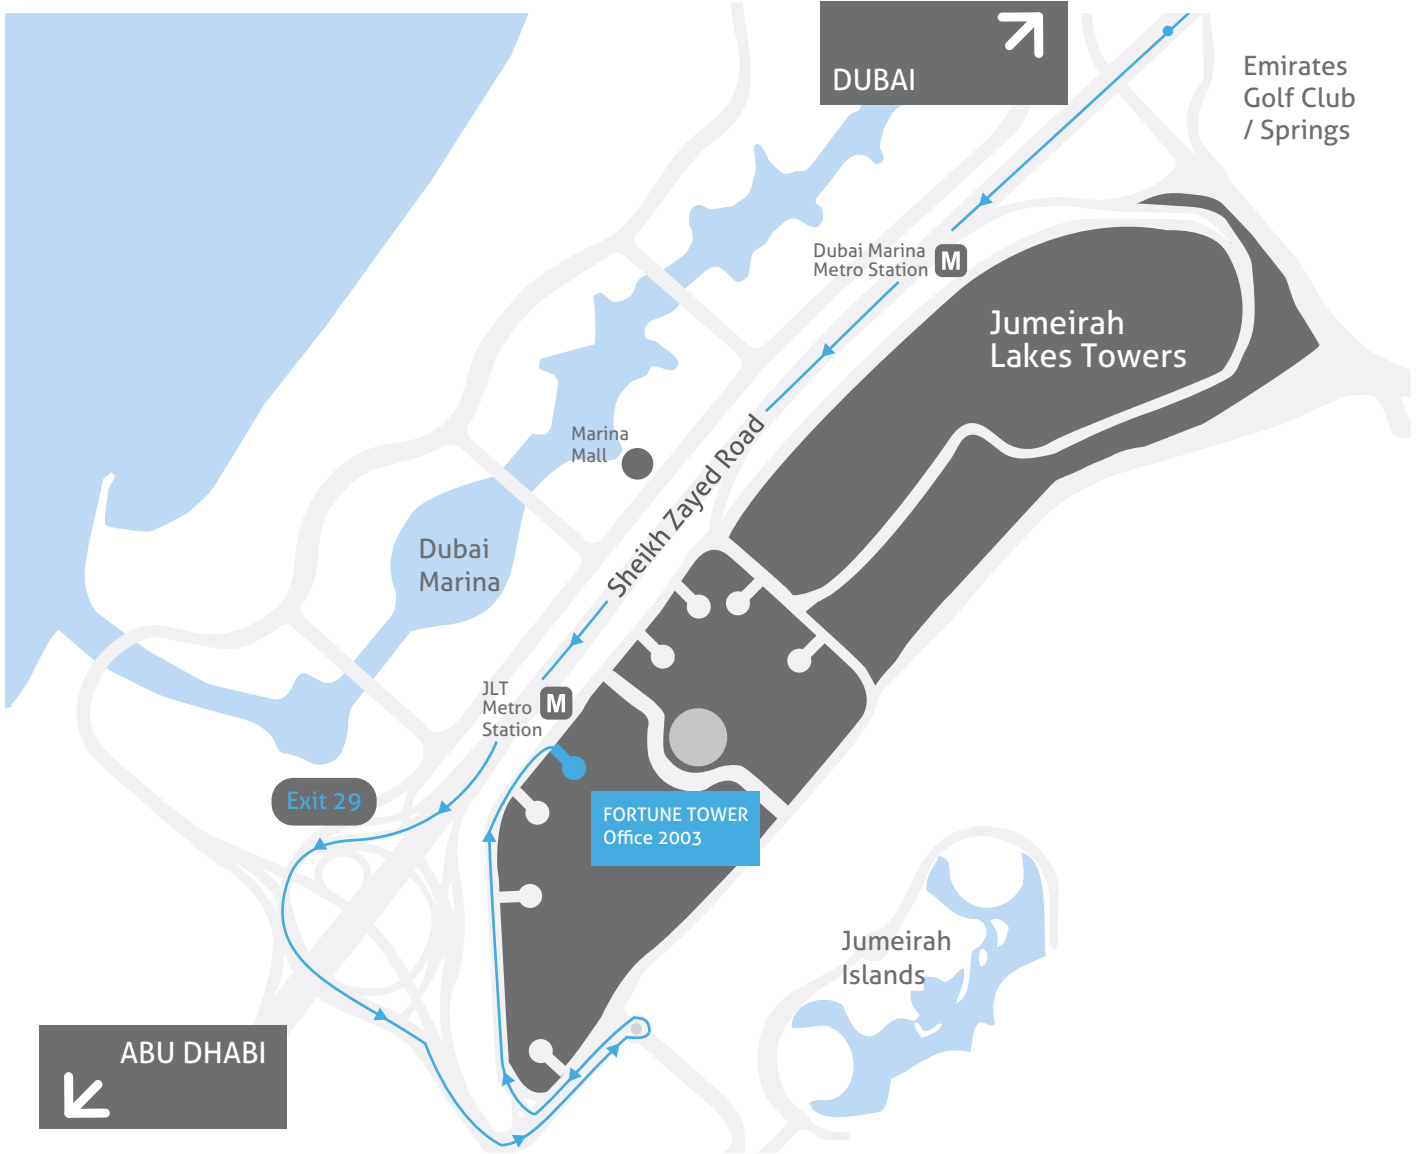 DUBAI
Emirates
Golf Club
/ Springs
Dubai Marina
Metro Station
M
Jumeirah
Lakes Towers
Marina
Mall
Sheikh Zayed Road
Dubai
Marina
JLT
Metro
Station
M
Exit 29
FORTUNE TOWER
Office 2003
Jumeirah
Islands
ABU DHABI